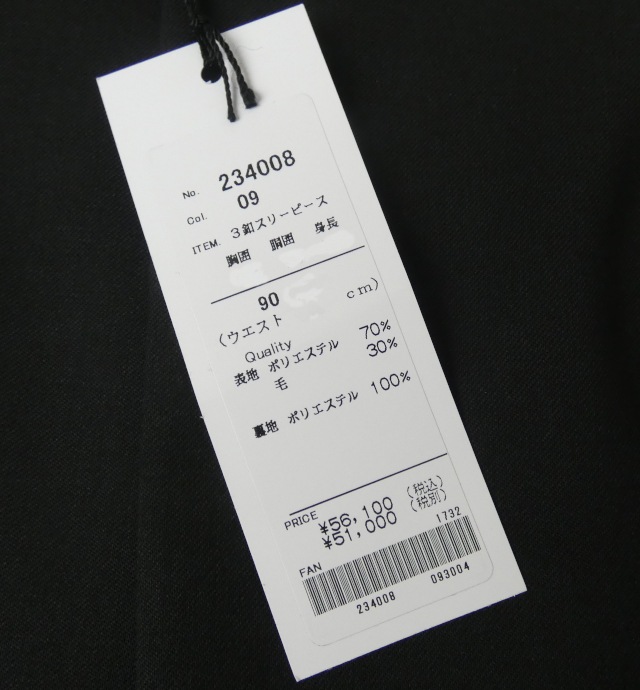 No. 234008
Col. 09
ITEM. 3釦スリーピース
胸囲 胴囲 身長
90
(ウエスト cm)
Quality
表地 ポリエステル 70%
毛 30%
裏地 ポリエステル 100%
PRICE ¥56,100 (税込)
¥51,000 (税別)
1732
FAN
234008 093004